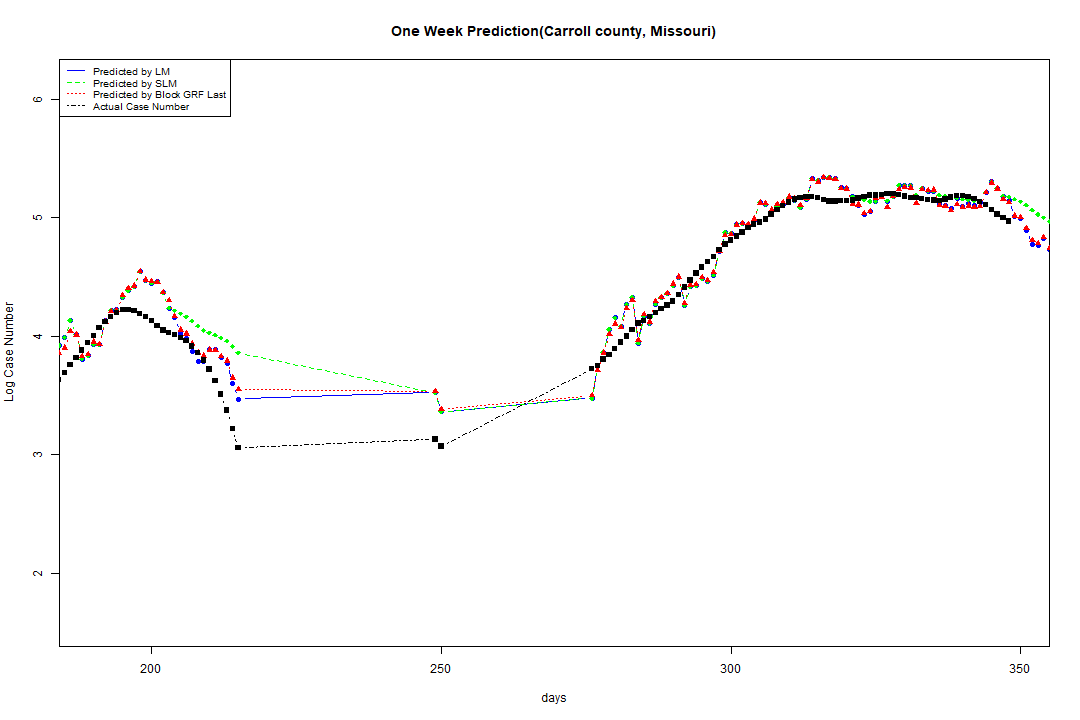 One Week Prediction(Carroll county, Missouri)
Predicted by LM
Predicted by SLM
Predicted by Block GRF Last
Actual Case Number
Log Case Number
6
5
4
3
2
200 250 300 350
days